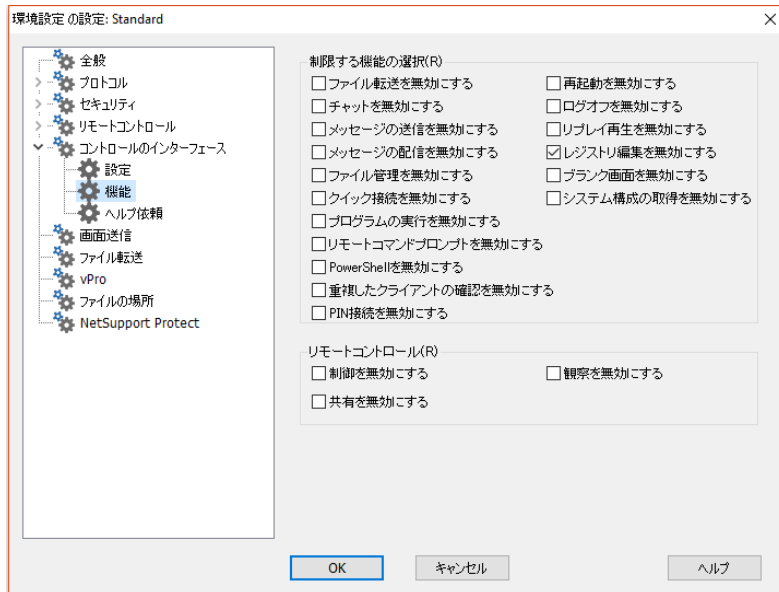 環境設定 の設定: Standard
全般
プロトコル
セキュリティ
リモートコントロール
コントロールのインターフェース
設定
機能
ヘルプ依頼
画面送信
ファイル転送
vPro
ファイルの場所
NetSupport Protect
制限する機能の選択(R)
ファイル転送を無効にする
チャットを無効にする
メッセージの送信を無効にする
メッセージの配信を無効にする
ファイル管理を無効にする
クイック接続を無効にする
プログラムの実行を無効にする
リモートコマンドプロンプトを無効にする
PowerShellを無効にする
重複したクライアントの確認を無効にする
PIN接続を無効にする
再起動を無効にする
ログオフを無効にする
リプレイ再生を無効にする
レジストリ編集を無効にする
ブランク画面を無効にする
システム構成の取得を無効にする
リモートコントロール(R)
制御を無効にする
共有を無効にする
観察を無効にする
OK
キャンセル
ヘルプ